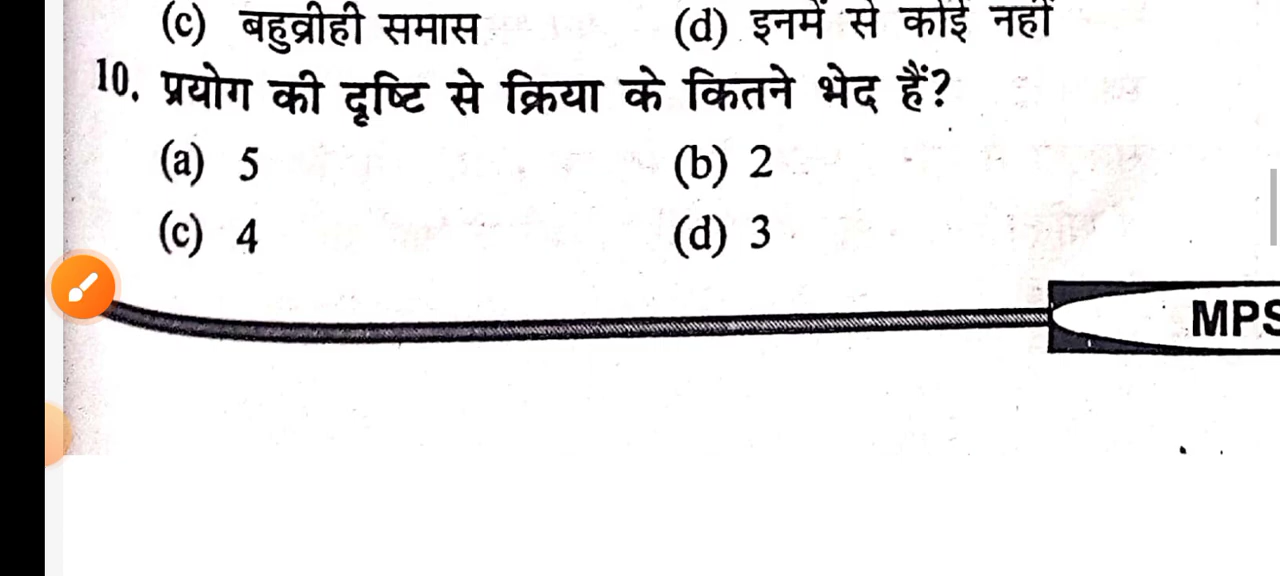 (c) बहुव्रीही समास (d) इनमें से कोई नहीं
10. प्रयोग की दृष्टि से क्रिया के कितने भेद हैं?
(a) 5 (b) 2
(c) 4 (d) 3
MPS